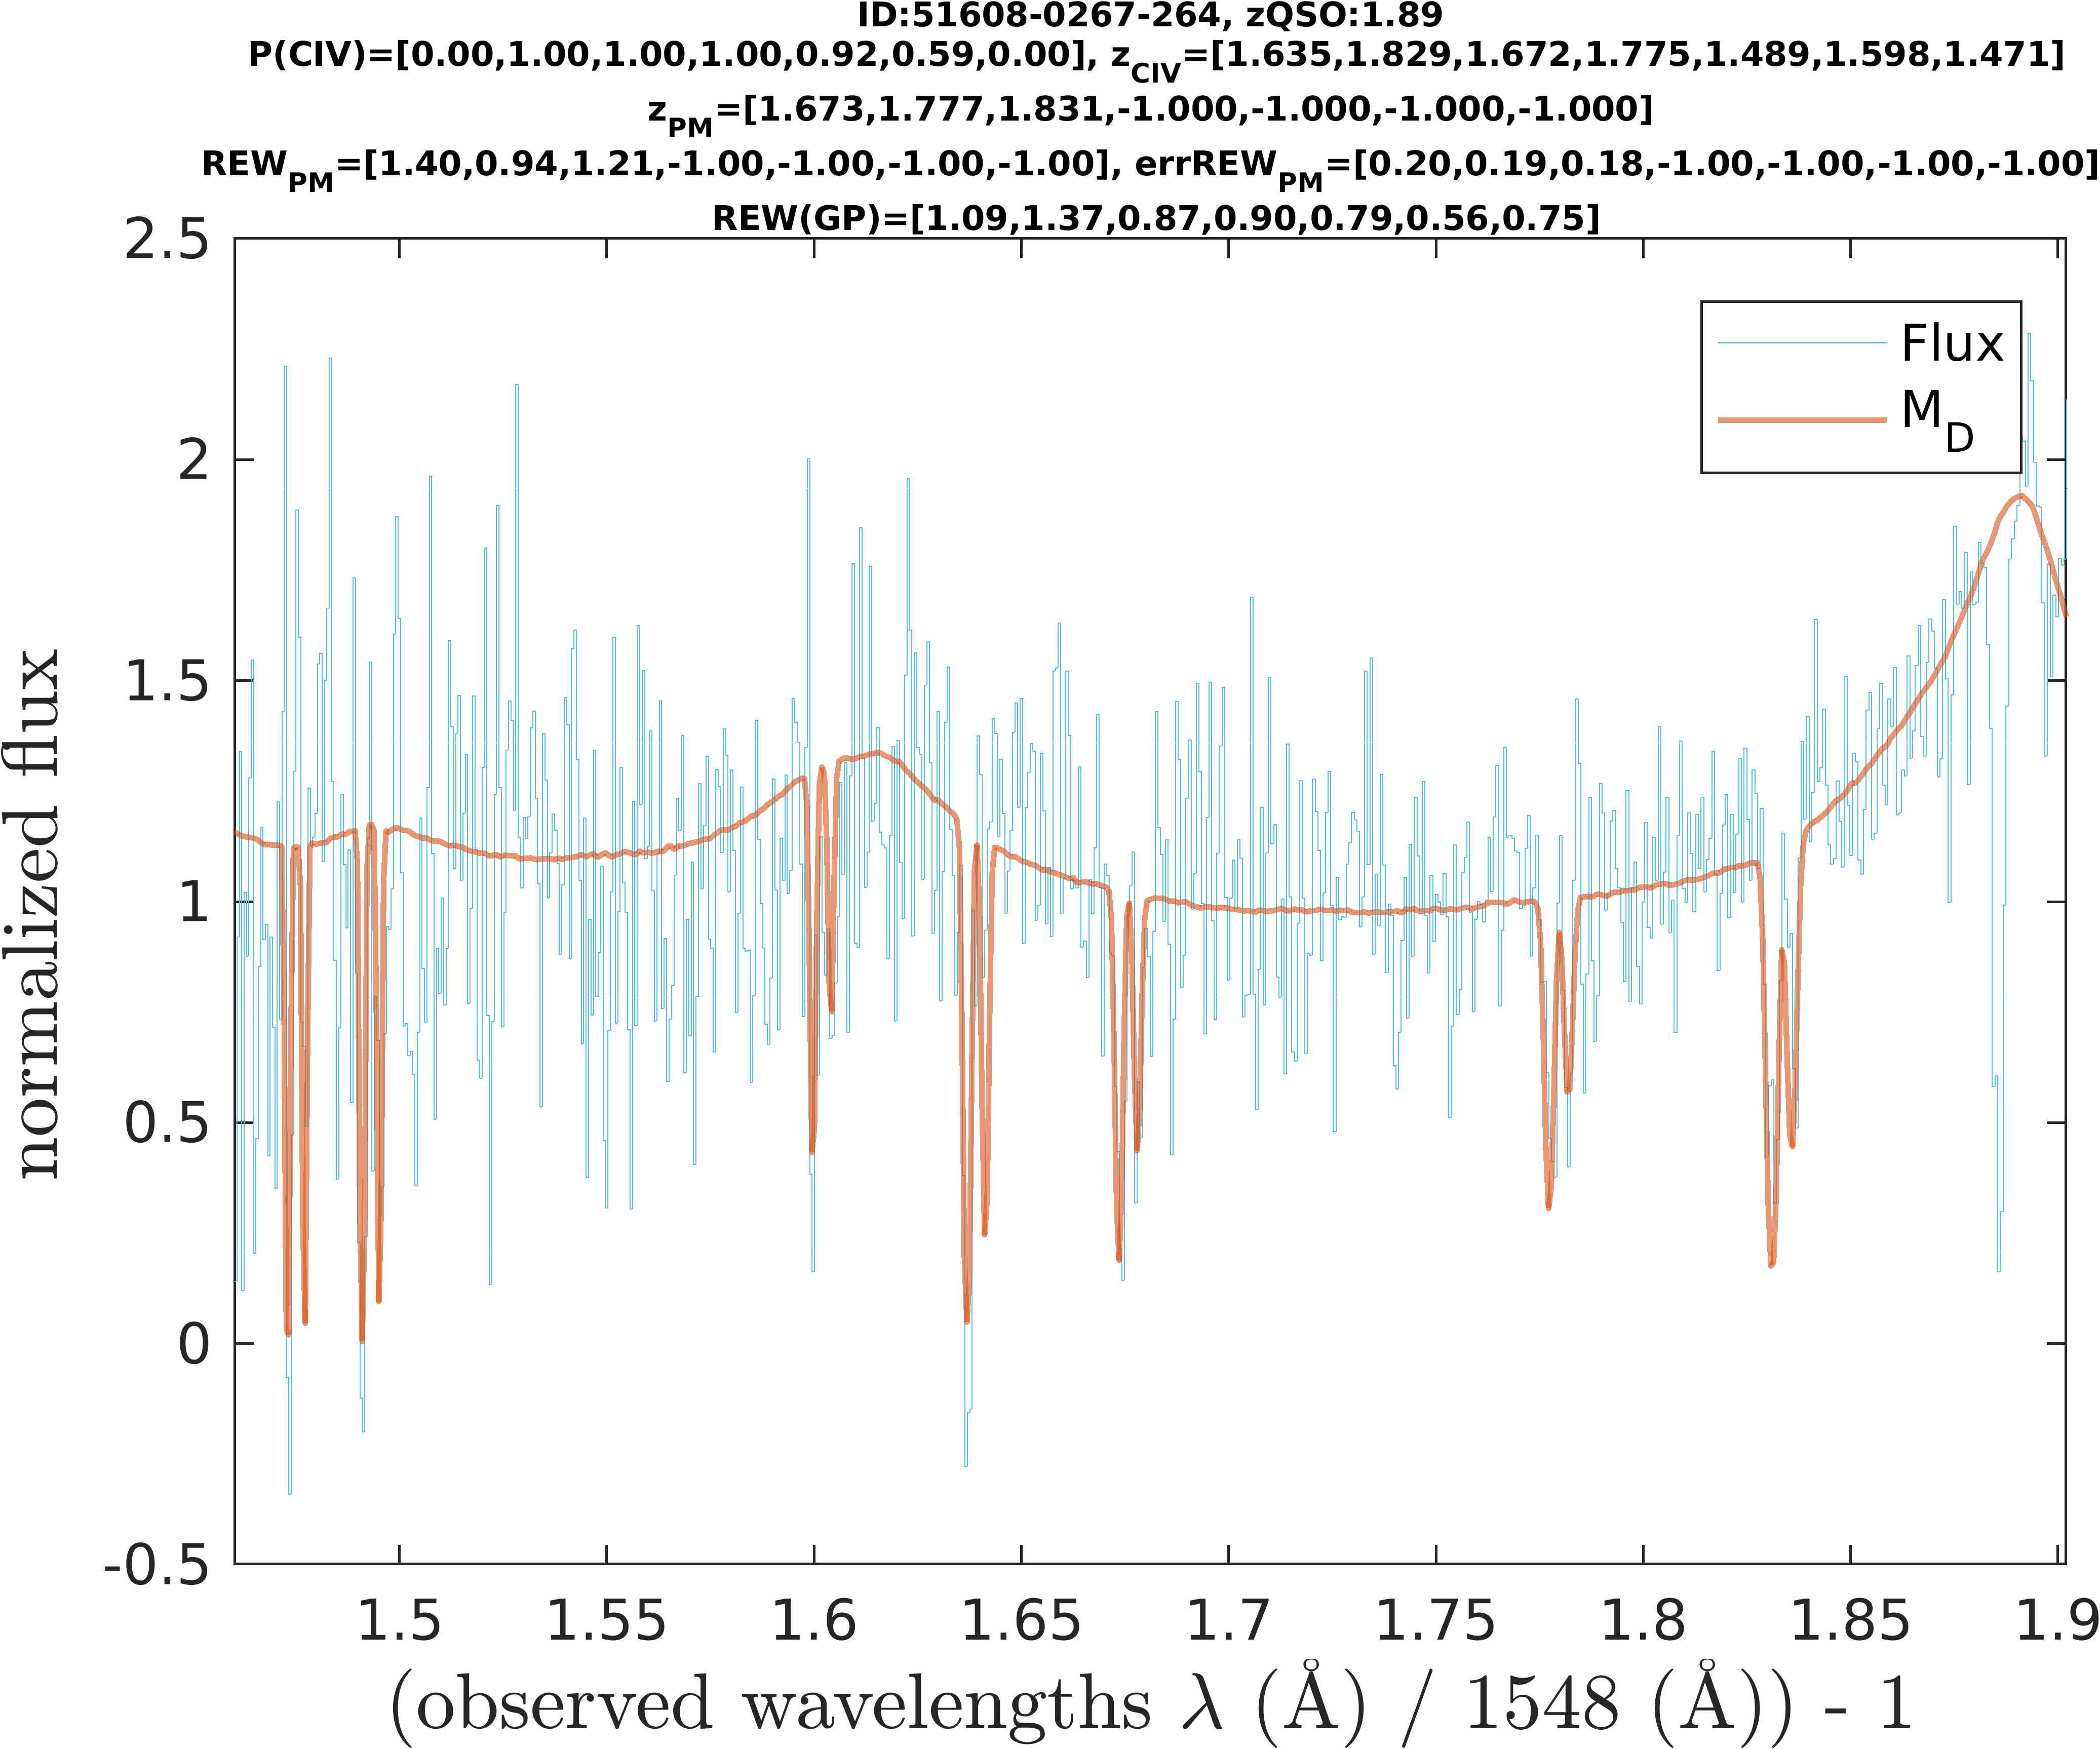 ID:51608-0267-264, zQSO:1.89
P(CIV)=[0.00,1.00,1.00,1.00,0.92,0.59,0.00], zCIV=[1.635,1.829,1.672,1.775,1.489,1.598,1.471]
zPM=[1.673,1.777,1.831,-1.000,-1.000,-1.000,-1.000]
REWPM=[1.40,0.94,1.21,-1.00,-1.00,-1.00,-1.00], errREWPM=[0.20,0.19,0.18,-1.00,-1.00,-1.00,-1.00]
REW(GP)=[1.09,1.37,0.87,0.90,0.79,0.56,0.75]
2.5
2
1.5
1
0.5
0
-0.5
normalized flux
Flux
MD
1.5 1.55 1.6 1.65 1.7 1.75 1.8 1.85 1.9
(observed wavelengths λ (Å) / 1548 (Å)) - 1